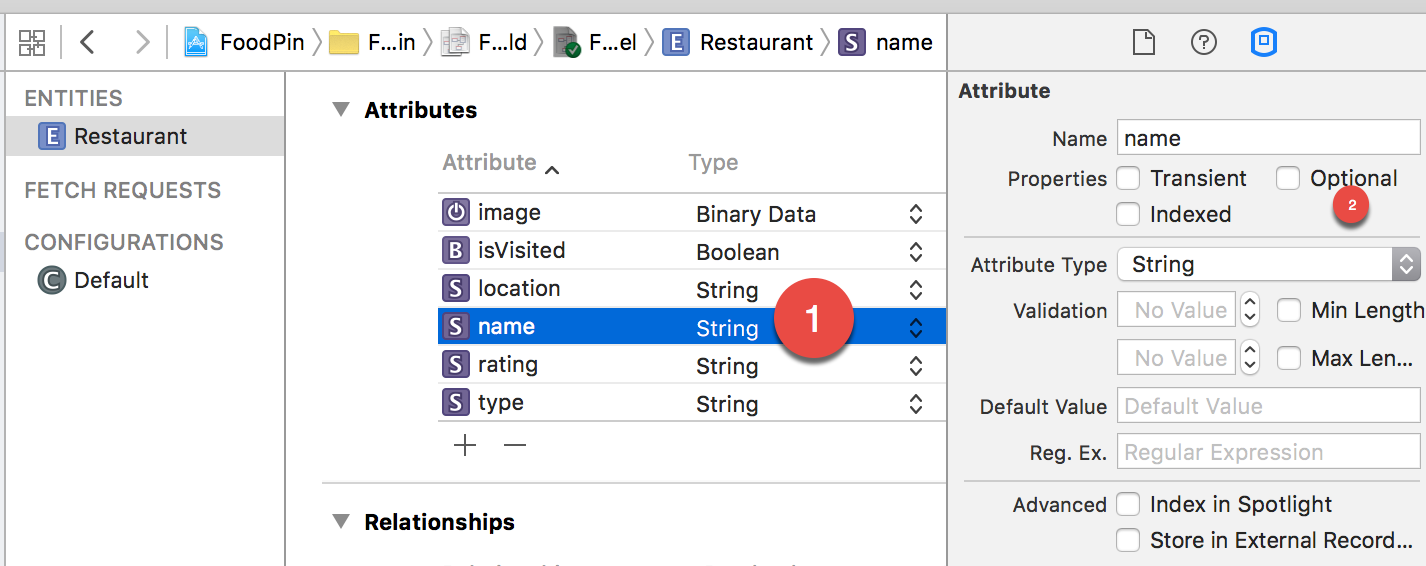 FoodPin F...in F...ld F...el E Restaurant S name
ENTITIES
E Restaurant
FETCH REQUESTS
CONFIGURATIONS
C Default
Attributes
Attribute Type
image Binary Data
B isVisited Boolean
S location String
S name String 1
S rating String
S type String
Relationships
Attribute
Name name
Properties Transient Optional
2
Indexed
Attribute Type String
Validation No Value Min Length
No Value Max Len...
Default Value Default Value
Reg. Ex. Regular Expression
Advanced Index in Spotlight
Store in External Record...